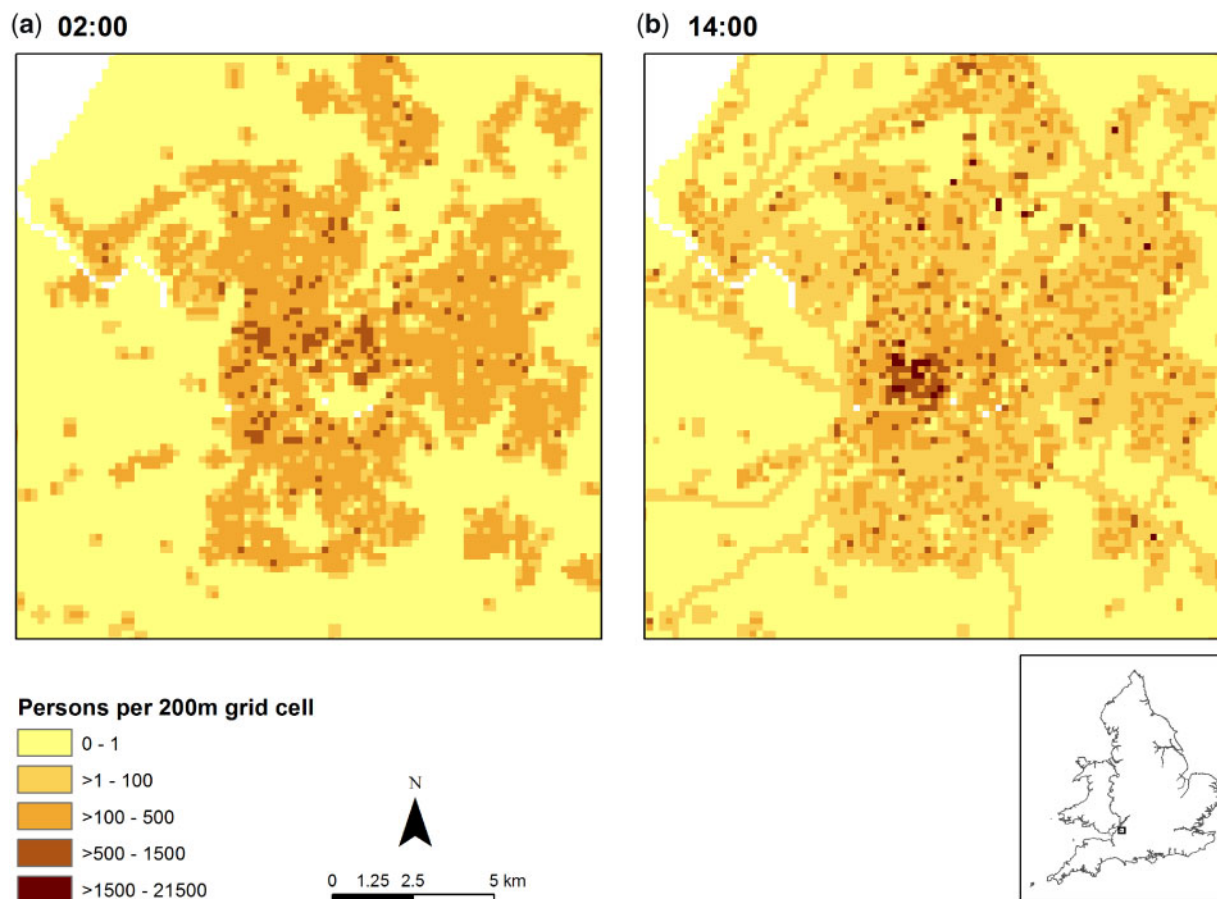 (a) 02:00
(b) 14:00
Persons per 200m grid cell
0 - 1
>1 - 100
>100 - 500
>500 - 1500
>1500 - 21500
N
0 1.25 2.5 5 km